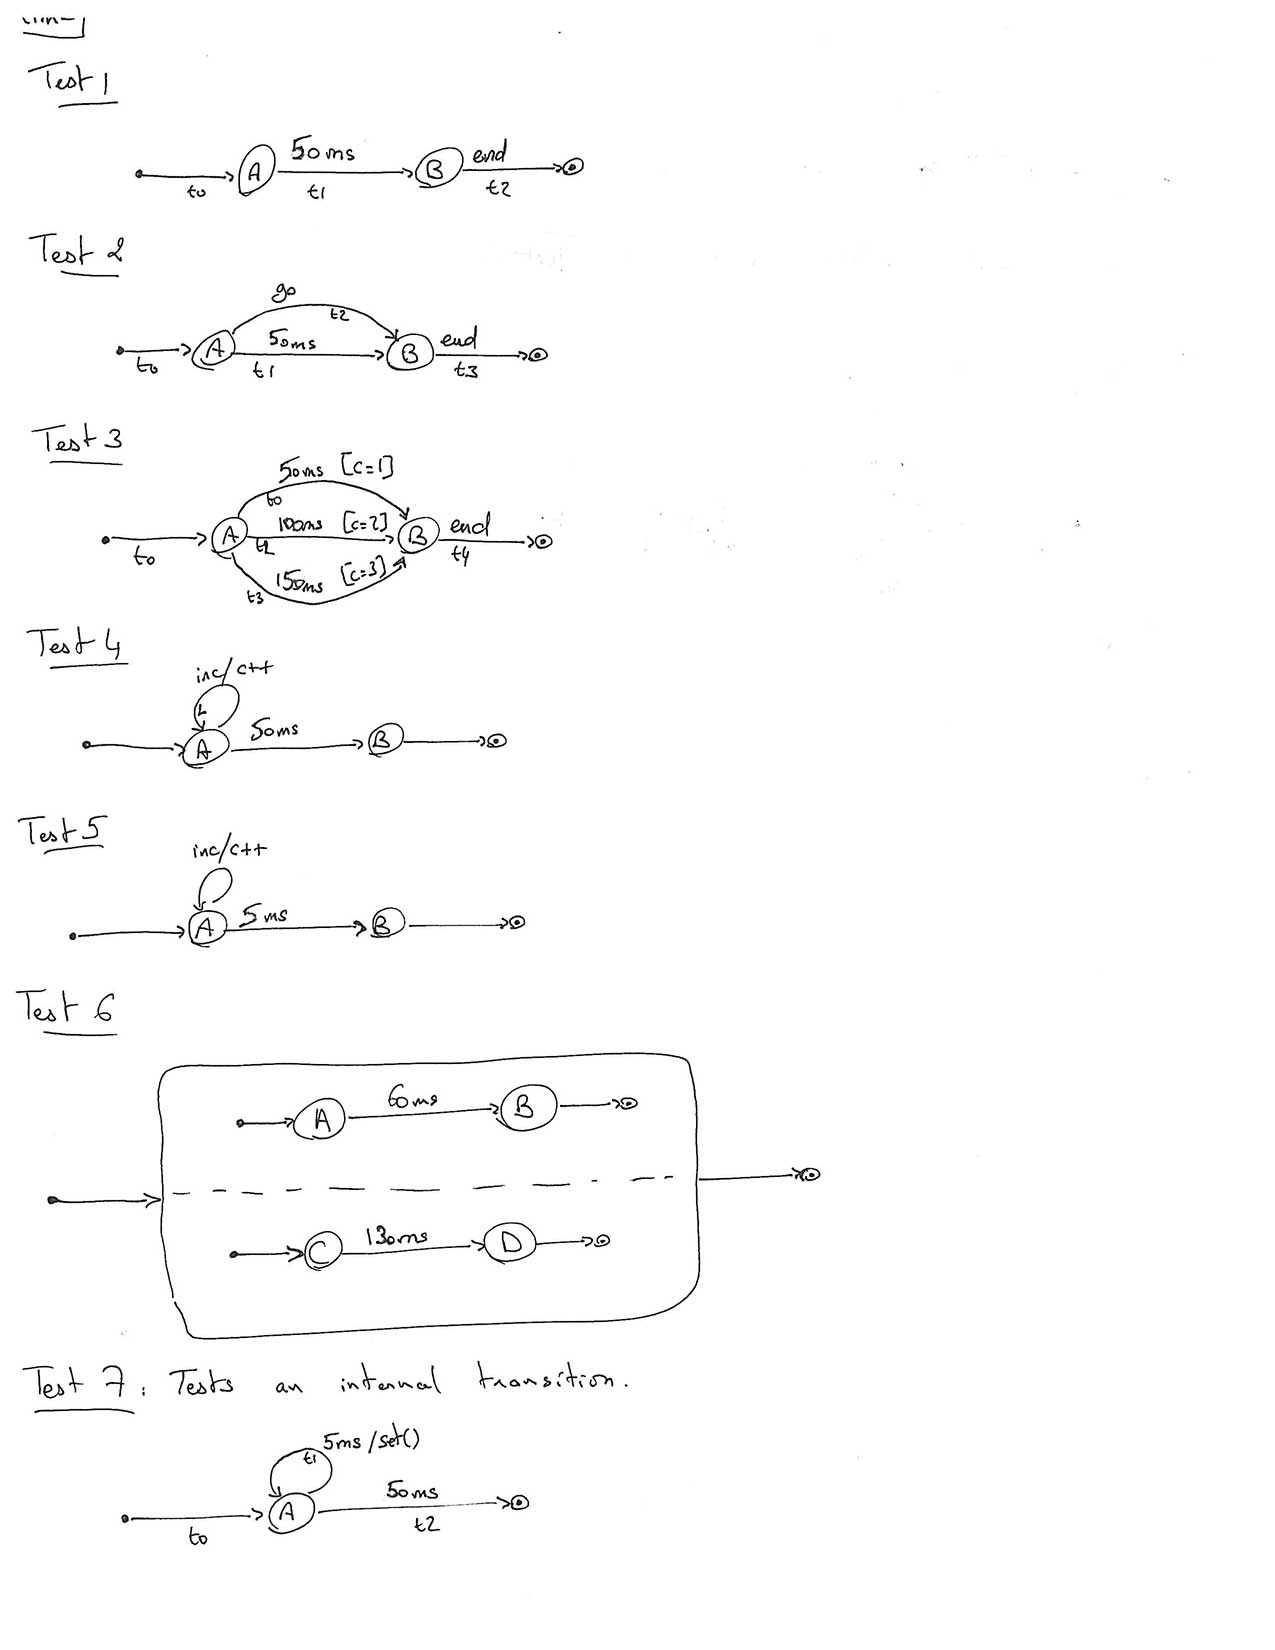 Test 1
50ms end
A B
t0 t1 t2
Test 2
go
t2
50ms end
A B
t0 t1 t3
Test 3
50ms [c=1]
t0
100ms [c=2] end
A B
t0 t2 t4
150ms [c=3]
t3
Test 4
inc/c++
50ms
A B
Test 5
inc/c++
5ms
A B
Test 6
60ms
A B
130ms
C D
Test 7: Tests an internal transition.
5ms/set()
t1
50ms
A
t0 t2